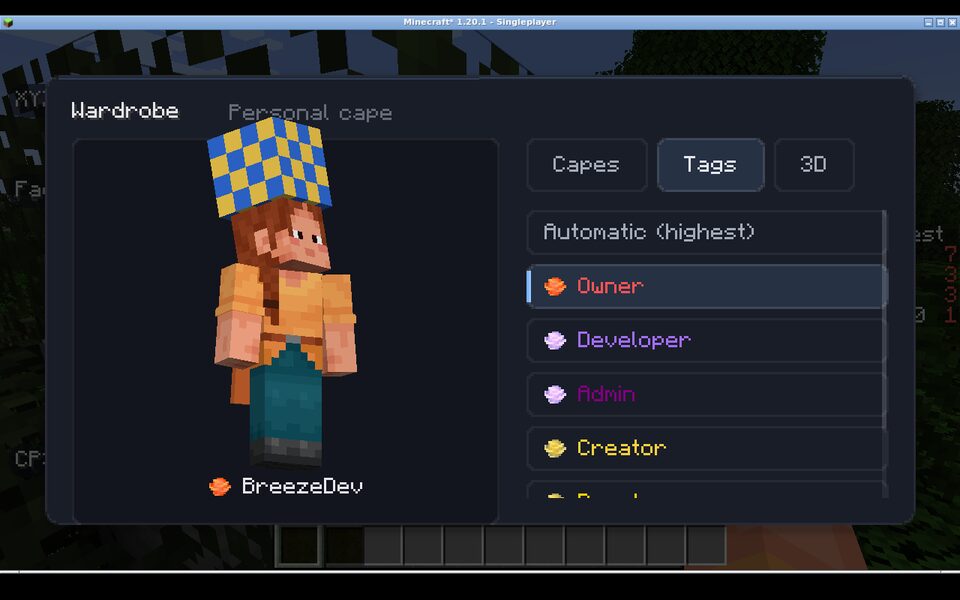 Minecraft* 1.20.1 - Singleplayer
Wardrobe
Personal cape
Capes
Tags
3D
Automatic (highest)
Owner
Developer
Admin
Creator
BreezeDev